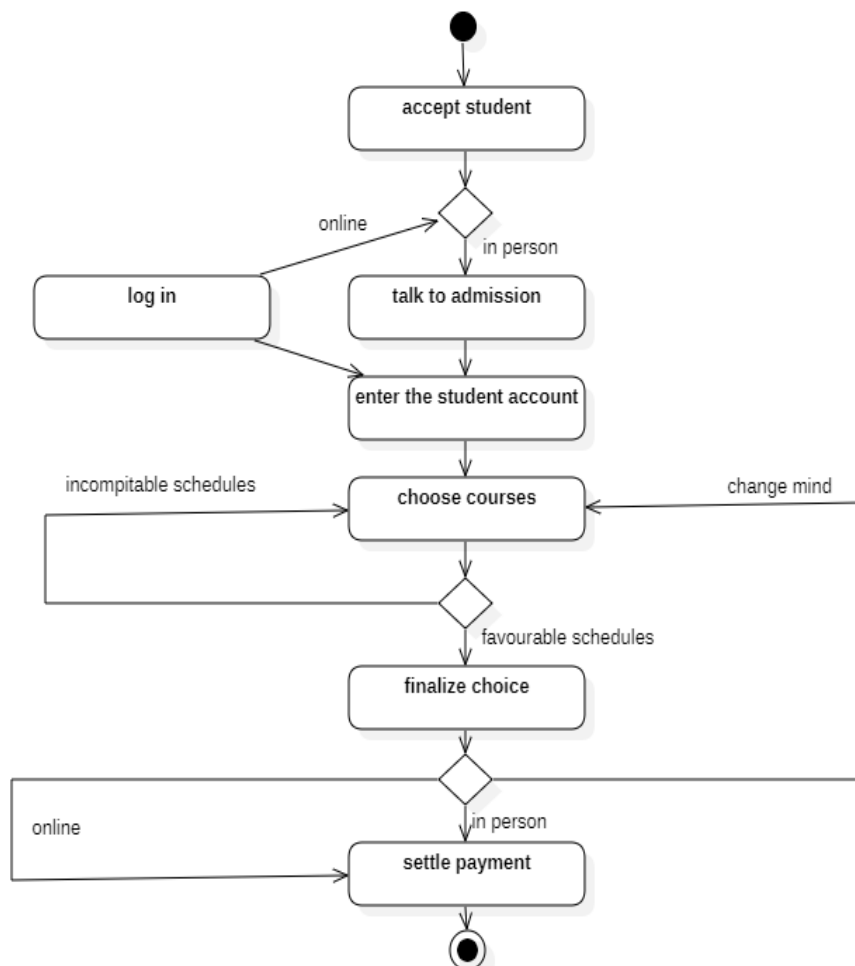 accept student
online
in person
log in
talk to admission
enter the student account
incompitable schedules
choose courses
change mind
favourable schedules
finalize choice
online
in person
settle payment